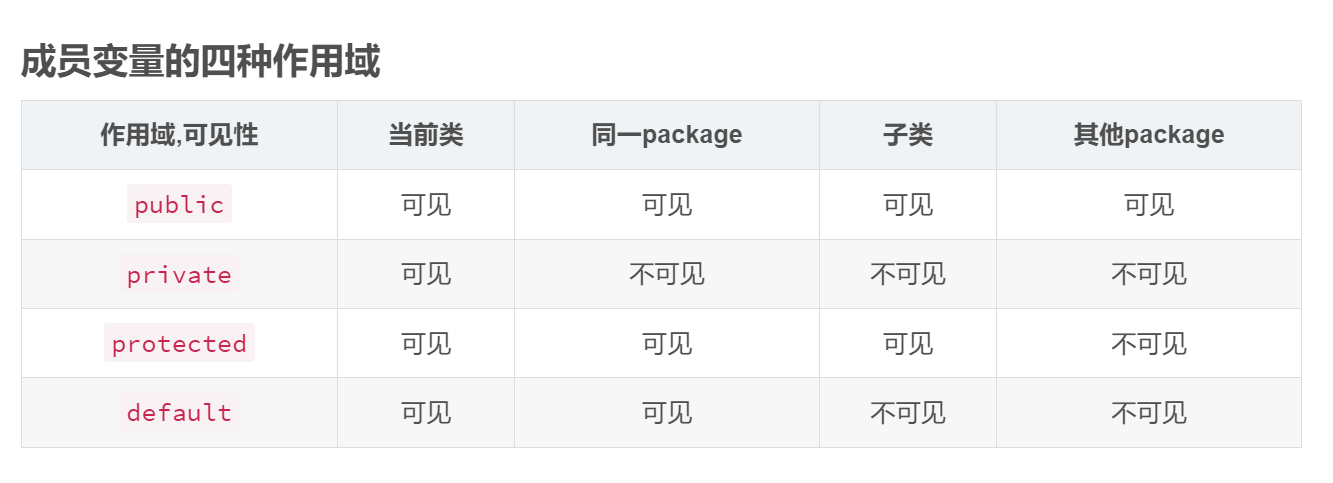 成员变量的四种作用域
作用域,可见性 当前类 同一package 子类 其他package
public 可见 可见 可见 可见
private 可见 不可见 不可见 不可见
protected 可见 可见 可见 不可见
default 可见 可见 不可见 不可见